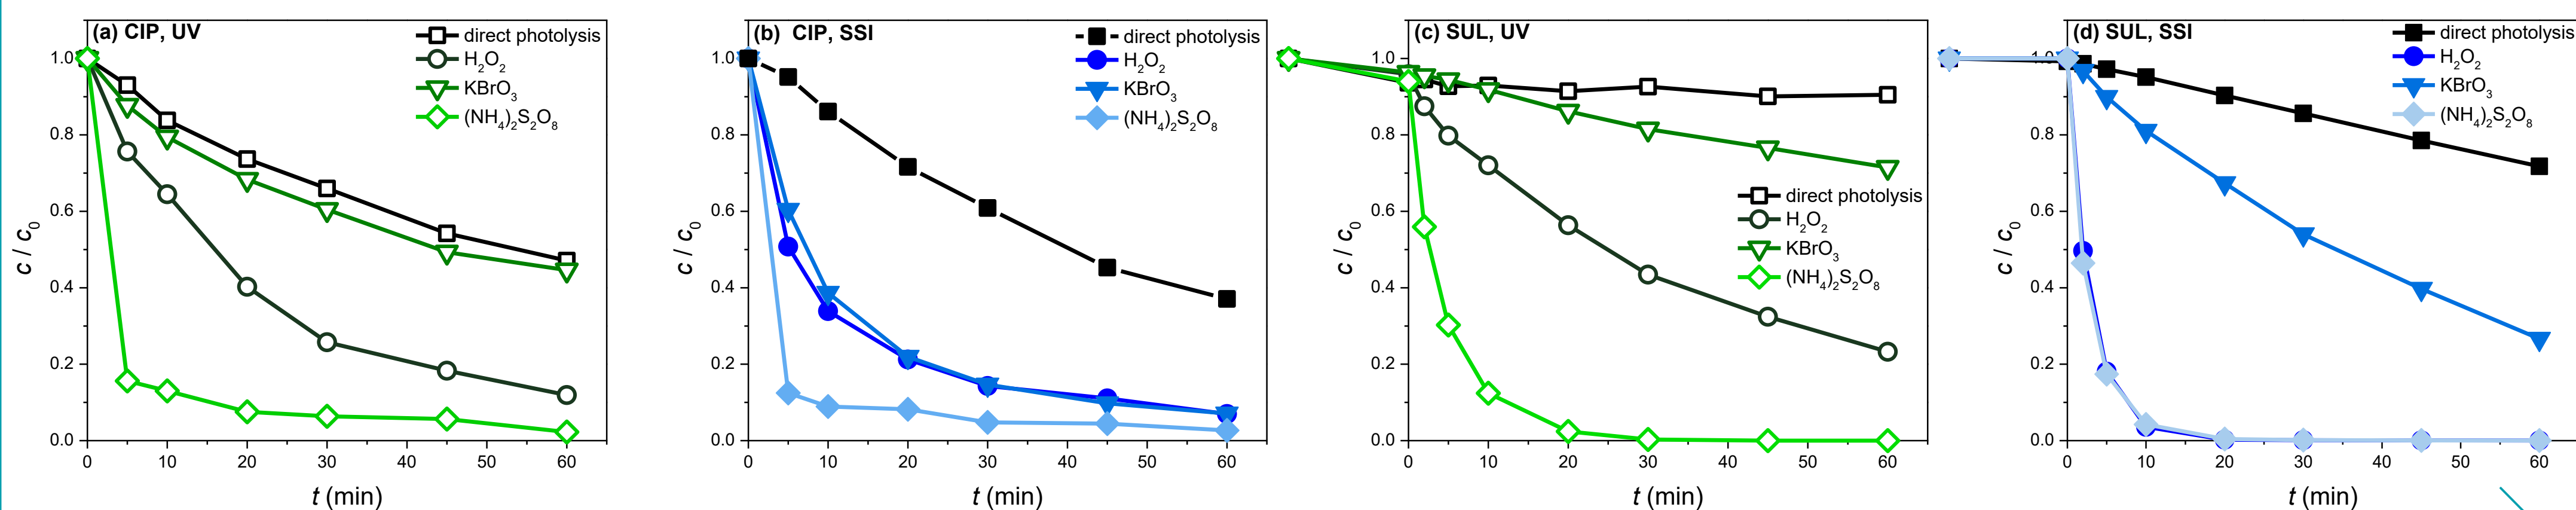 (a) CIP, UV
direct photolysis
H₂O₂
KBrO₃
(NH₄)₂S₂O₈
1.0
0.8
0.6
0.4
0.2
0.0
c / c₀
0 10 20 30 40 50 60
t (min)
(b) CIP, SSI
direct photolysis
H₂O₂
KBrO₃
(NH₄)₂S₂O₈
1.0
0.8
0.6
0.4
0.2
0.0
c / c₀
0 10 20 30 40 50 60
t (min)
(c) SUL, UV
1.0
0.8
0.6
0.4
0.2
0.0
c / c₀
direct photolysis
H₂O₂
KBrO₃
(NH₄)₂S₂O₈
0 10 20 30 40 50 60
t (min)
(d) SUL, SSI
direct photolysis
H₂O₂
KBrO₃
(NH₄)₂S₂O₈
1.0
0.8
0.6
0.4
0.2
0.0
c / c₀
0 10 20 30 40 50 60
t (min)